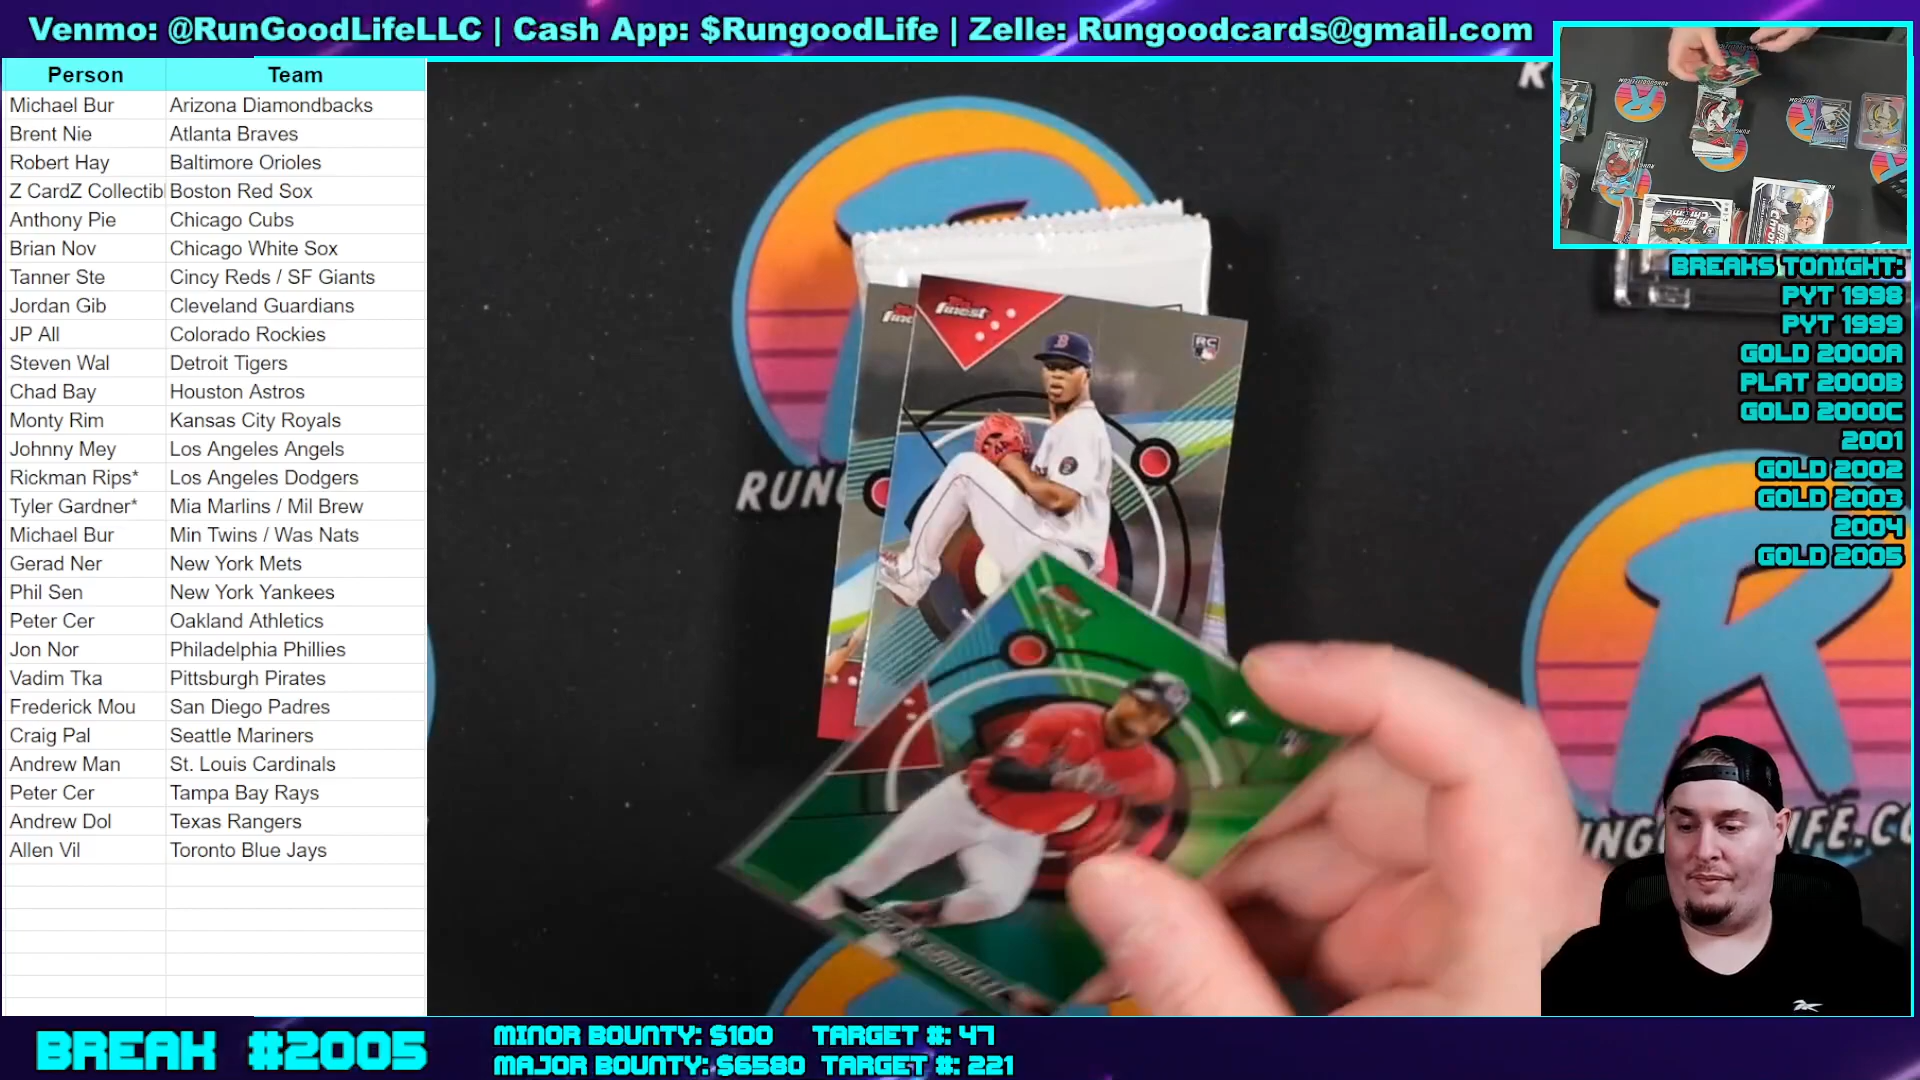 Venmo: @RunGoodLifeLLC | Cash App: $RungoodLife | Zelle: Rungoodcards@gmail.com
Person Team
Michael Bur Arizona Diamondbacks
Brent Nie Atlanta Braves
Robert Hay Baltimore Orioles
Z CardZ Collectibl Boston Red Sox
Anthony Pie Chicago Cubs
Brian Nov Chicago White Sox
Tanner Ste Cincy Reds / SF Giants
Jordan Gib Cleveland Guardians
JP All Colorado Rockies
Steven Wal Detroit Tigers
Chad Bay Houston Astros
Monty Rim Kansas City Royals
Johnny Mey Los Angeles Angels
Rickman Rips* Los Angeles Dodgers
Tyler Gardner* Mia Marlins / Mil Brew
Michael Bur Min Twins / Was Nats
Gerad Ner New York Mets
Phil Sen New York Yankees
Peter Cer Oakland Athletics
Jon Nor Philadelphia Phillies
Vadim Tka Pittsburgh Pirates
Frederick Mou San Diego Padres
Craig Pal Seattle Mariners
Andrew Man St. Louis Cardinals
Peter Cer Tampa Bay Rays
Andrew Dol Texas Rangers
Allen Vil Toronto Blue Jays
Topps
finest
RC
B
RUN
R
BREAKS TONIGHT:
PYT 1998
PYT 1999
GOLD 2000A
PLAT 2000B
GOLD 2000C
2001
GOLD 2002
GOLD 2003
2004
GOLD 2005
BREAK #2005
MINOR BOUNTY: $100 TARGET #: 47
MAJOR BOUNTY: $6580 TARGET #: 221